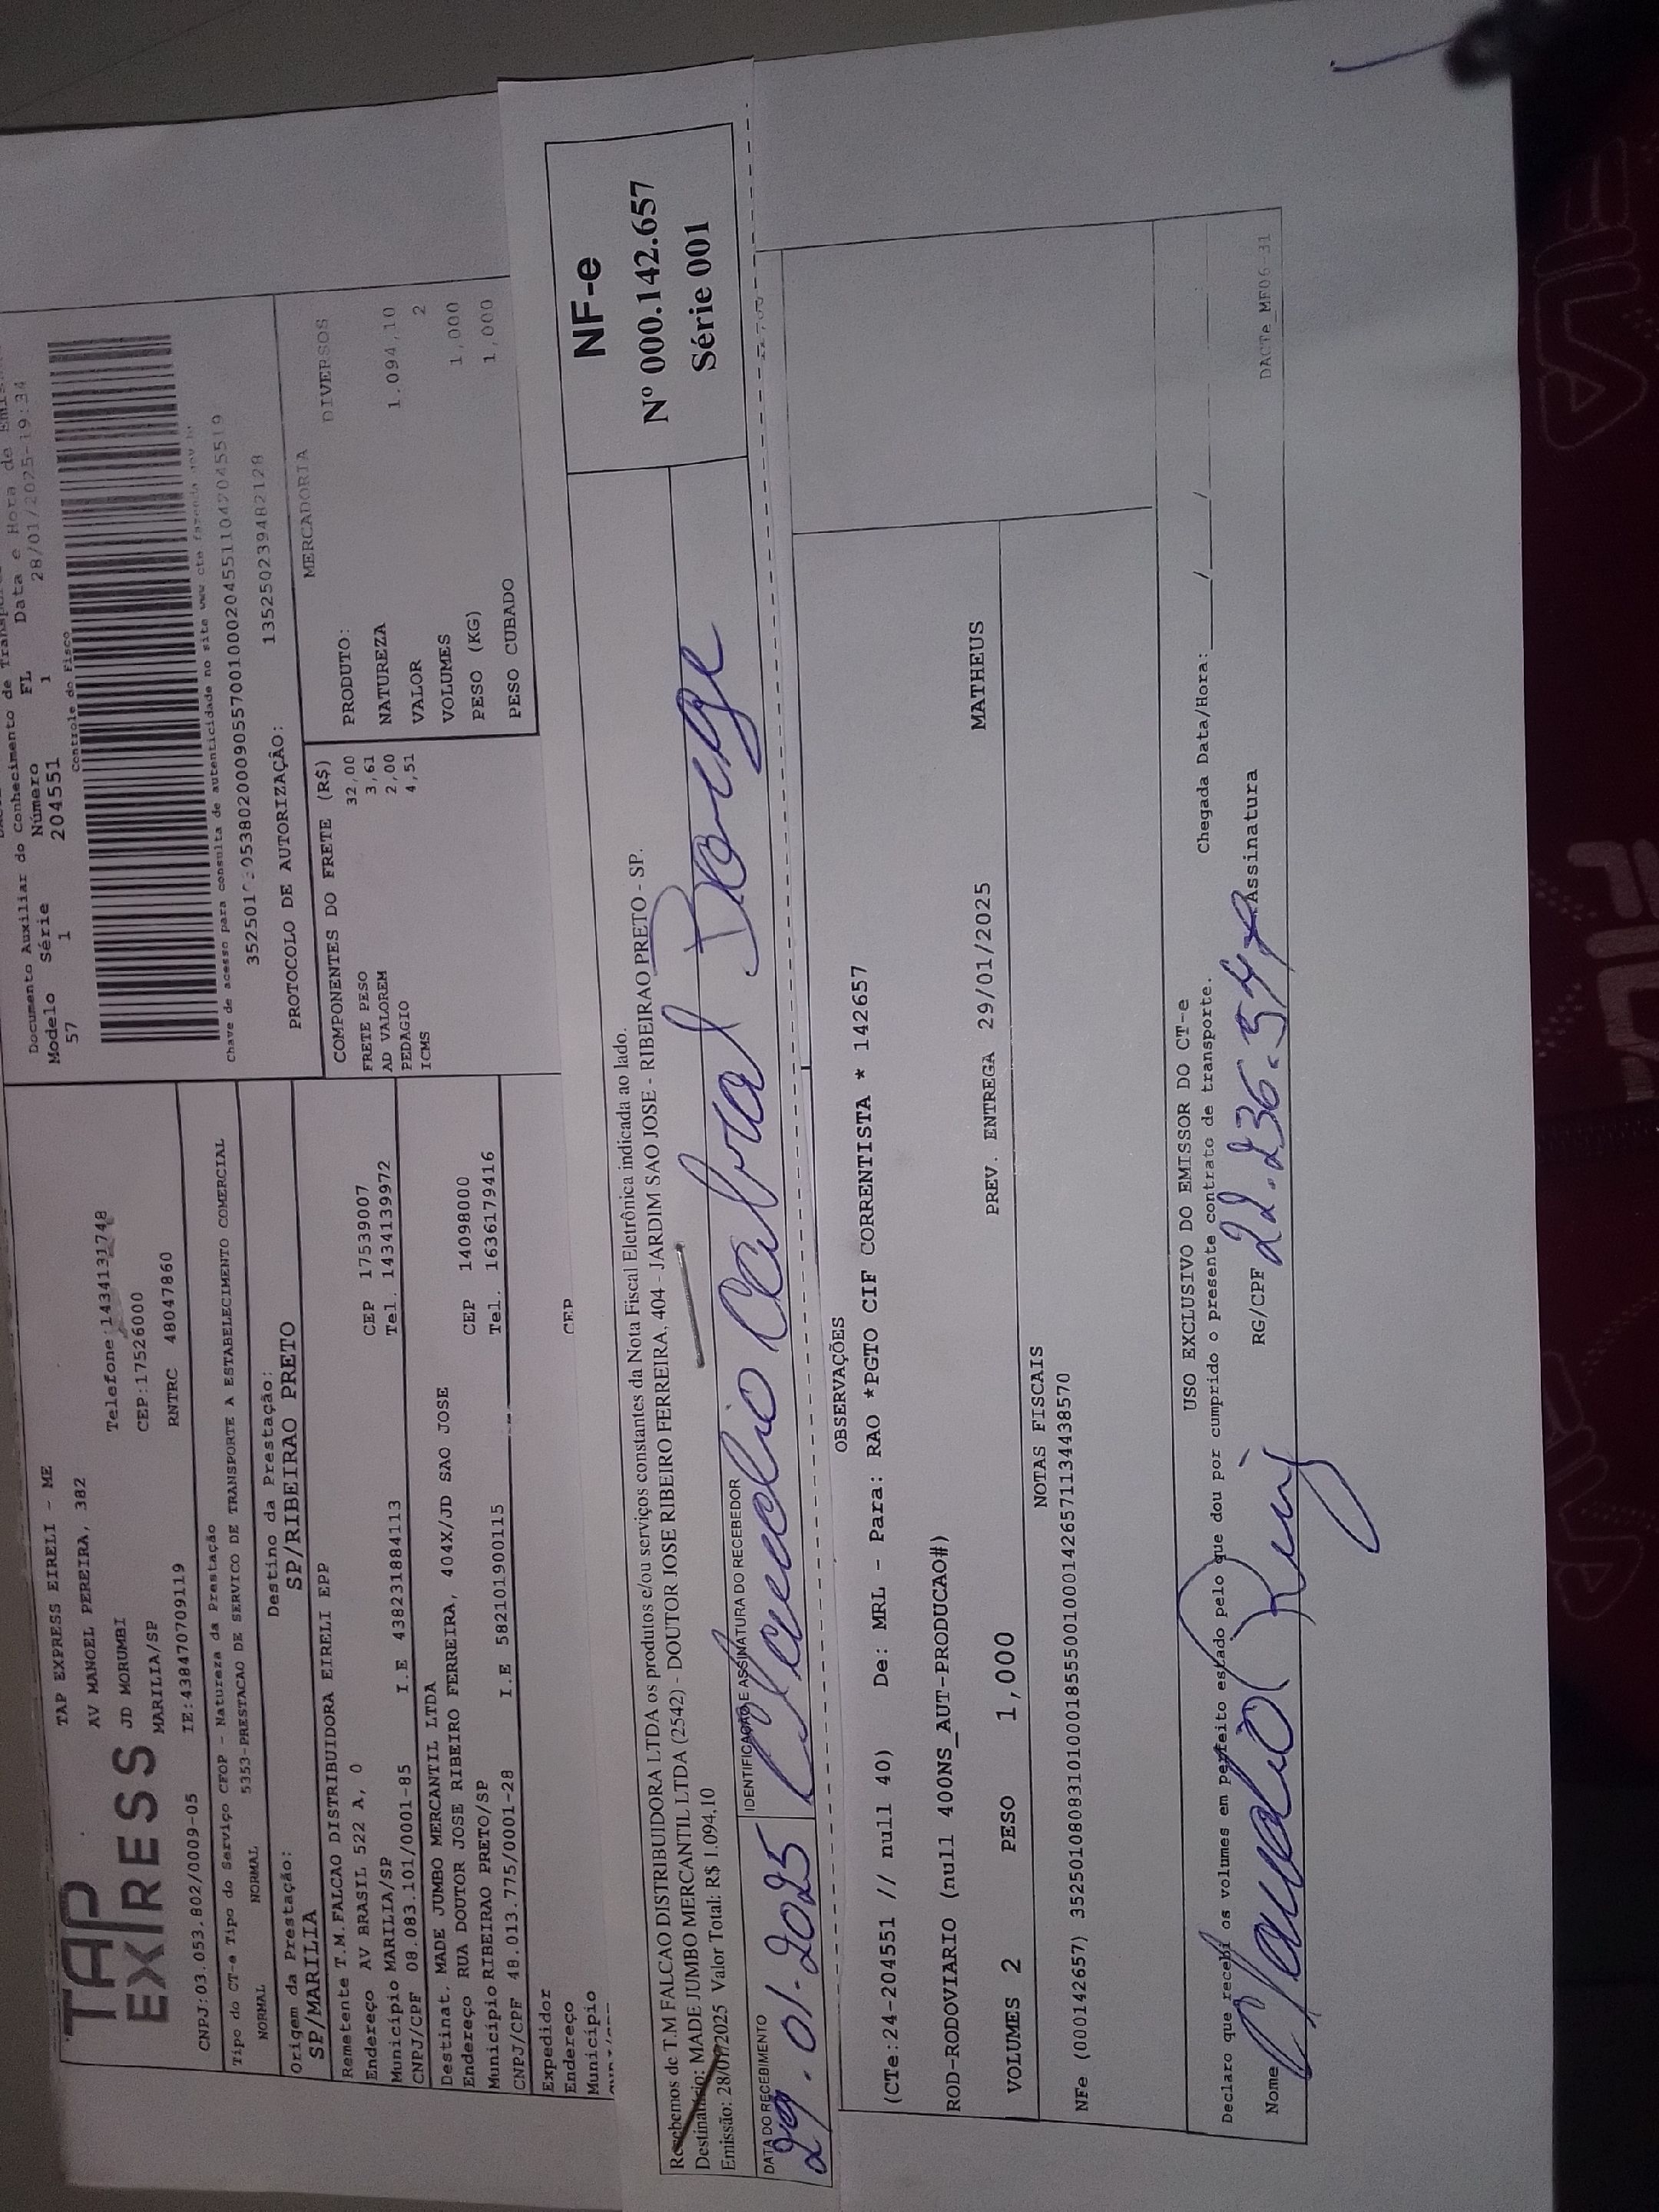 TAP
EXPRESS
TAP EXPRESS EIRELI - ME
AV MANOEL PEREIRA, 382
JD MORUMBI
MARILIA/SP
Telefone:1434131748
CEP:17526000
CNPJ:03.053.802/0009-05 IE:438470709119 RNTRC 48047860
Tipo do CT-e Tipo do Serviço CFOP - Natureza da Prestação
NORMAL NORMAL 5353-PRESTACAO DE SERVICO DE TRANSPORTE A ESTABELECIMENTO COMERCIAL
Origem da Prestação: Destino da Prestação:
SP/MARILIA SP/RIBEIRAO PRETO
Remetente T.M.FALCAO DISTRIBUIDORA EIRELI EPP
Endereço AV BRASIL 522 A, 0 CEP 17539007
Município MARILIA/SP Tel. 1434139972
CNPJ/CPF 08.083.101/0001-85 I.E 438231884113
Destinat. MADE JUMBO MERCANTIL LTDA
Endereço RUA DOUTOR JOSE RIBEIRO FERREIRA, 404X/JD SAO JOSE CEP 14098000
Município RIBEIRAO PRETO/SP Tel. 1636179416
CNPJ/CPF 48.013.775/0001-28 I.E 582101900115
Expedidor
Endereço CEP
Município
Documento Auxiliar do Conhecimento de
Modelo Série Número FL Data e Hora de
57 1 204551 1 28/01/2025-19:34
Controle do Fisco
Chave de acesso para consulta de autenticidade no site www cte fazenda gov.br
PROTOCOLO DE AUTORIZAÇÃO: 135250239482128
COMPONENTES DO FRETE (R$)
FRETE PESO 32,00
AD VALOREM 3,61
PEDAGIO 2,00
ICMS 4,51
MERCADORIA
PRODUTO: DIVERSOS
NATUREZA
VALOR 1.094,10
VOLUMES 2
PESO (KG) 1,000
PESO CUBADO 1,000
Recebemos de T.M FALCAO DISTRIBUIDORA LTDA os produtos e/ou serviços constantes da Nota Fiscal Eletrônica indicada ao lado.
Destinatário: MADE JUMBO MERCANTIL LTDA (2542) - DOUTOR JOSE RIBEIRO FERREIRA, 404 - JARDIM SAO JOSE - RIBEIRAO PRETO - SP.
Emissão: 28/01/2025 Valor Total: R$ 1.094,10
DATA DO RECEBIMENTO IDENTIFICAÇÃO E ASSINATURA DO RECEBEDOR
29.01.2025
NF-e
Nº 000.142.657
Série 001
OBSERVAÇÕES
(CTe:24-204551 // null 40) De: MRL - Para: RAO *PGTO CIF CORRENTISTA * 142657
ROD-RODOVIARIO (null 400NS_AUT-PRODUCAO#)
VOLUMES 2 PESO 1,000 PREV. ENTREGA 29/01/2025 MATHEUS
NOTAS FISCAIS
NFe (000142657) 35250108083101000185550010001426571134438570
USO EXCLUSIVO DO EMISSOR DO CT-e
Declaro que recebi os volumes em perfeito estado pelo que dou por cumprido o presente contrato de transporte.
Chegada Data/Hora: / /
Nome RG/CPF Assinatura
DACTe_MF06 31